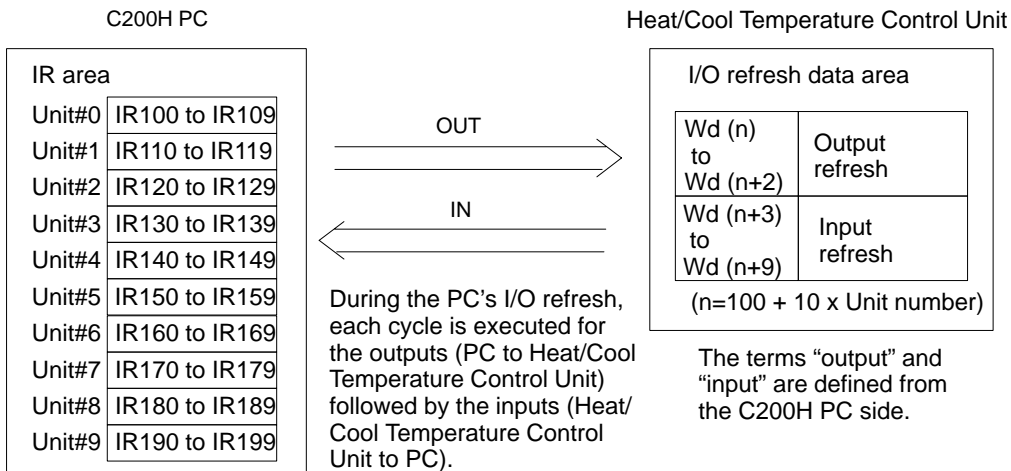 C200H PC
Heat/Cool Temperature Control Unit
IR area
Unit#0 IR100 to IR109
Unit#1 IR110 to IR119
Unit#2 IR120 to IR129
Unit#3 IR130 to IR139
Unit#4 IR140 to IR149
Unit#5 IR150 to IR159
Unit#6 IR160 to IR169
Unit#7 IR170 to IR179
Unit#8 IR180 to IR189
Unit#9 IR190 to IR199
OUT
IN
During the PC's I/O refresh,
each cycle is executed for
the outputs (PC to Heat/Cool
Temperature Control Unit)
followed by the inputs (Heat/
Cool Temperature Control
Unit to PC).
I/O refresh data area
Wd (n)
to
Wd (n+2)
Output
refresh
Wd (n+3)
to
Wd (n+9)
Input
refresh
(n=100 + 10 x Unit number)
The terms “output” and
“input” are defined from
the C200H PC side.